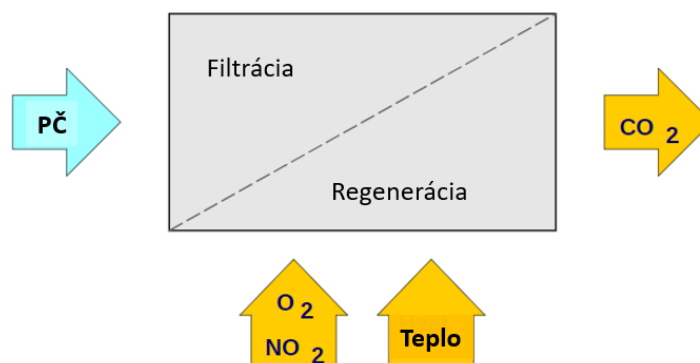 Filtrácia
PČ
CO 2
Regenerácia
O 2
NO 2
Teplo